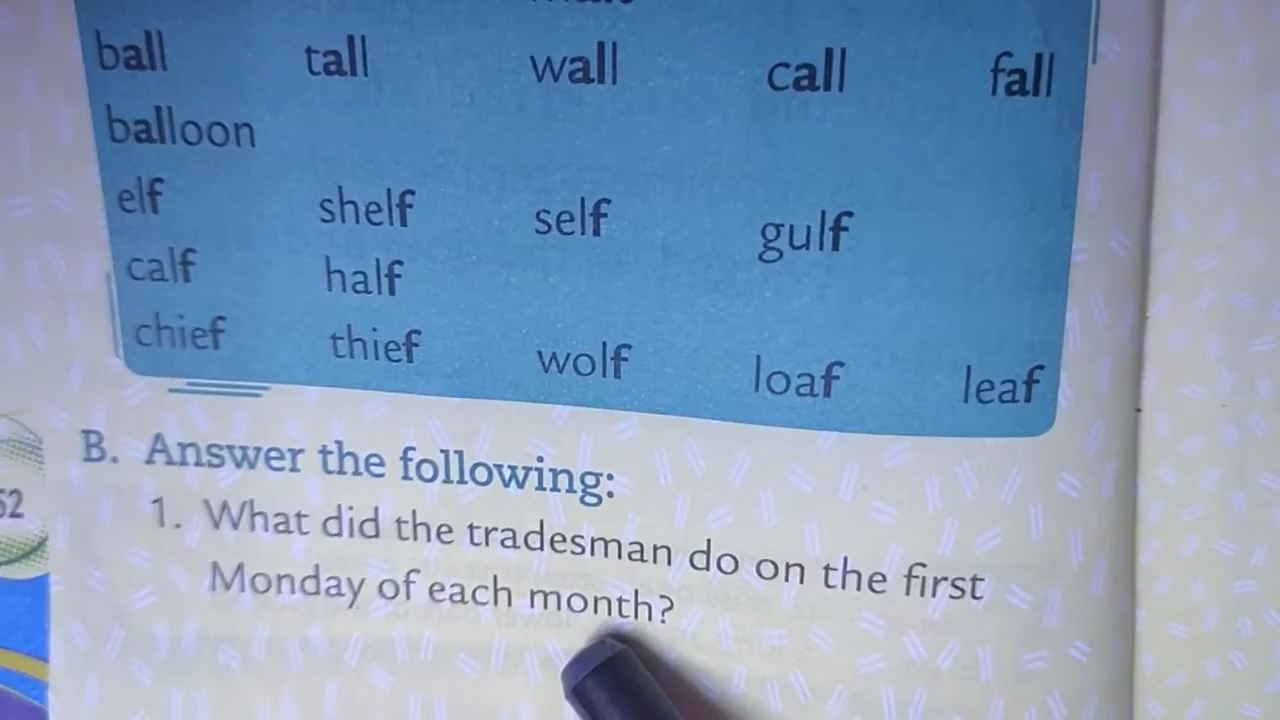 ball tall wall call fall
balloon
elf shelf self gulf
calf half
chief thief wolf loaf leaf
B. Answer the following:
1. What did the tradesman do on the first
Monday of each month?
52